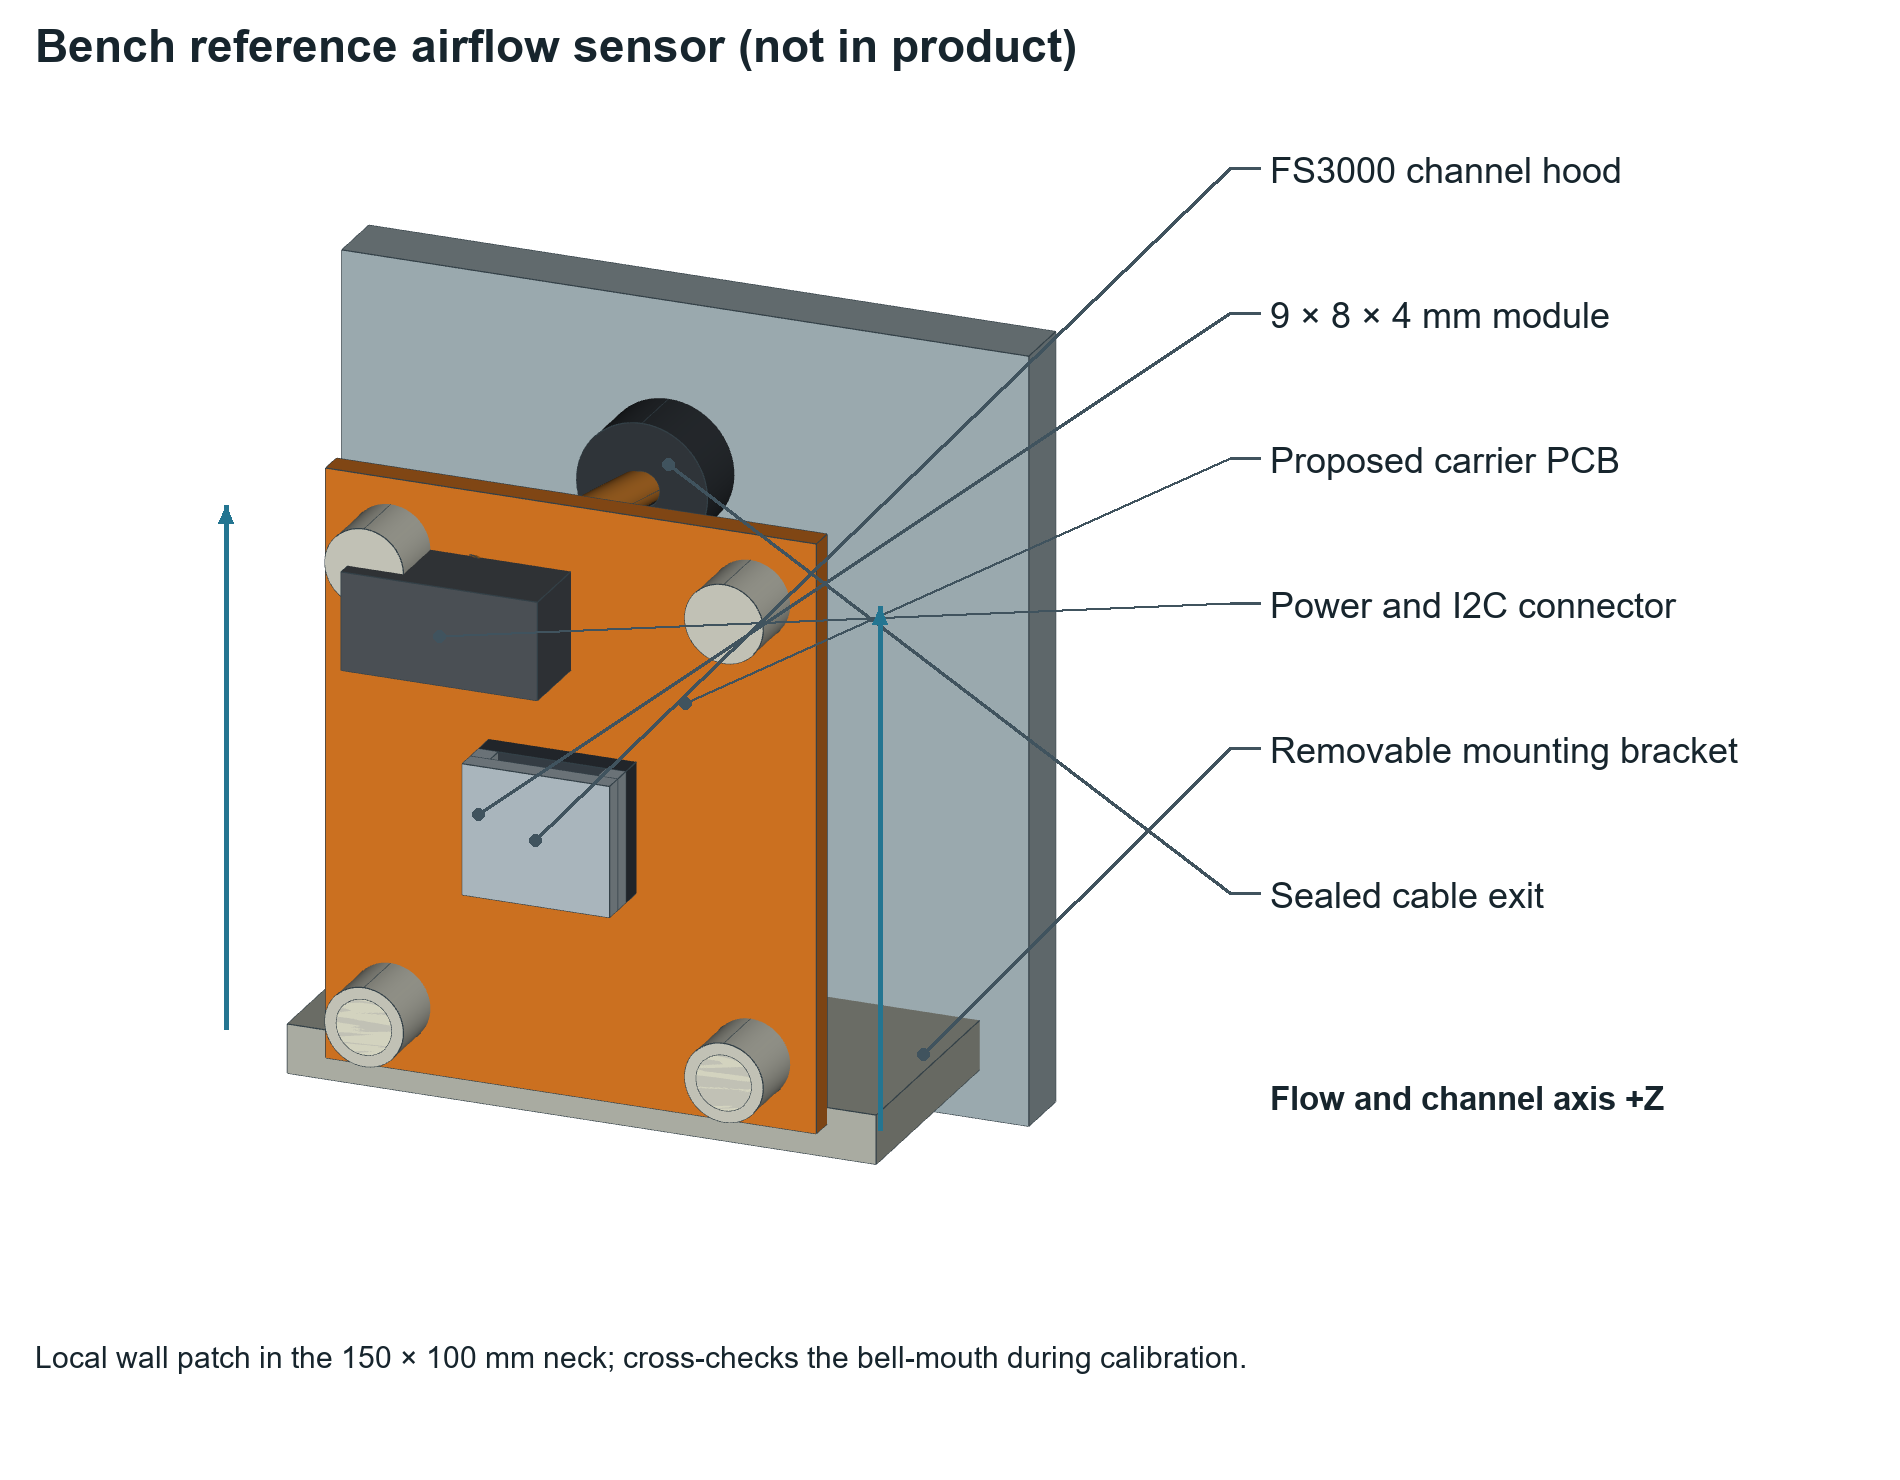 Bench reference airflow sensor (not in product)
FS3000 channel hood
9 × 8 × 4 mm module
Proposed carrier PCB
Power and I2C connector
Removable mounting bracket
Sealed cable exit
Flow and channel axis +Z
Local wall patch in the 150 × 100 mm neck; cross-checks the bell-mouth during calibration.